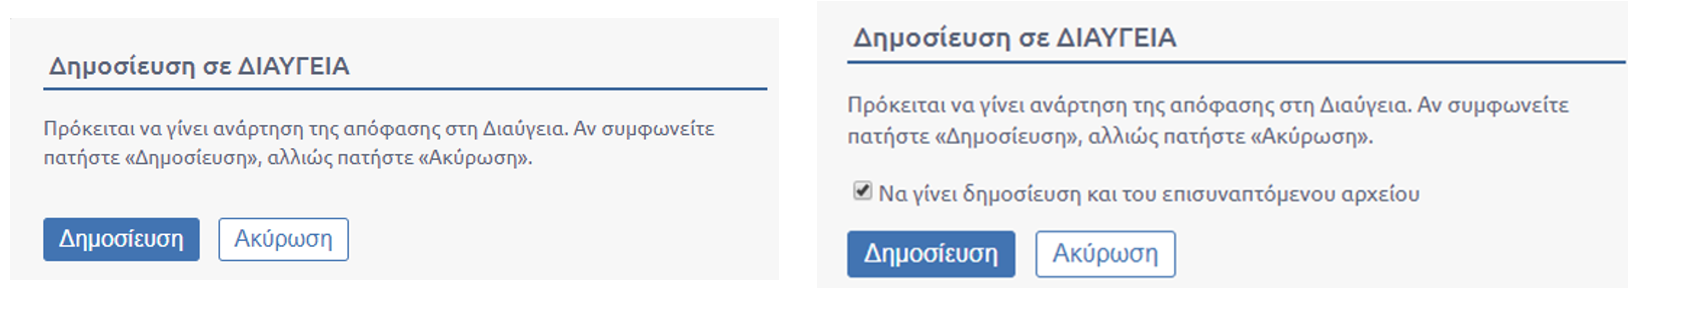 Δημοσίευση σε ΔΙΑΥΓΕΙΑ
Πρόκειται να γίνει ανάρτηση της απόφασης στη Διαύγεια. Αν συμφωνείτε
πατήστε «Δημοσίευση», αλλιώς πατήστε «Ακύρωση».
Δημοσίευση Ακύρωση
Δημοσίευση σε ΔΙΑΥΓΕΙΑ
Πρόκειται να γίνει ανάρτηση της απόφασης στη Διαύγεια. Αν συμφωνείτε
πατήστε «Δημοσίευση», αλλιώς πατήστε «Ακύρωση».
Να γίνει δημοσίευση και του επισυναπτόμενου αρχείου
Δημοσίευση Ακύρωση